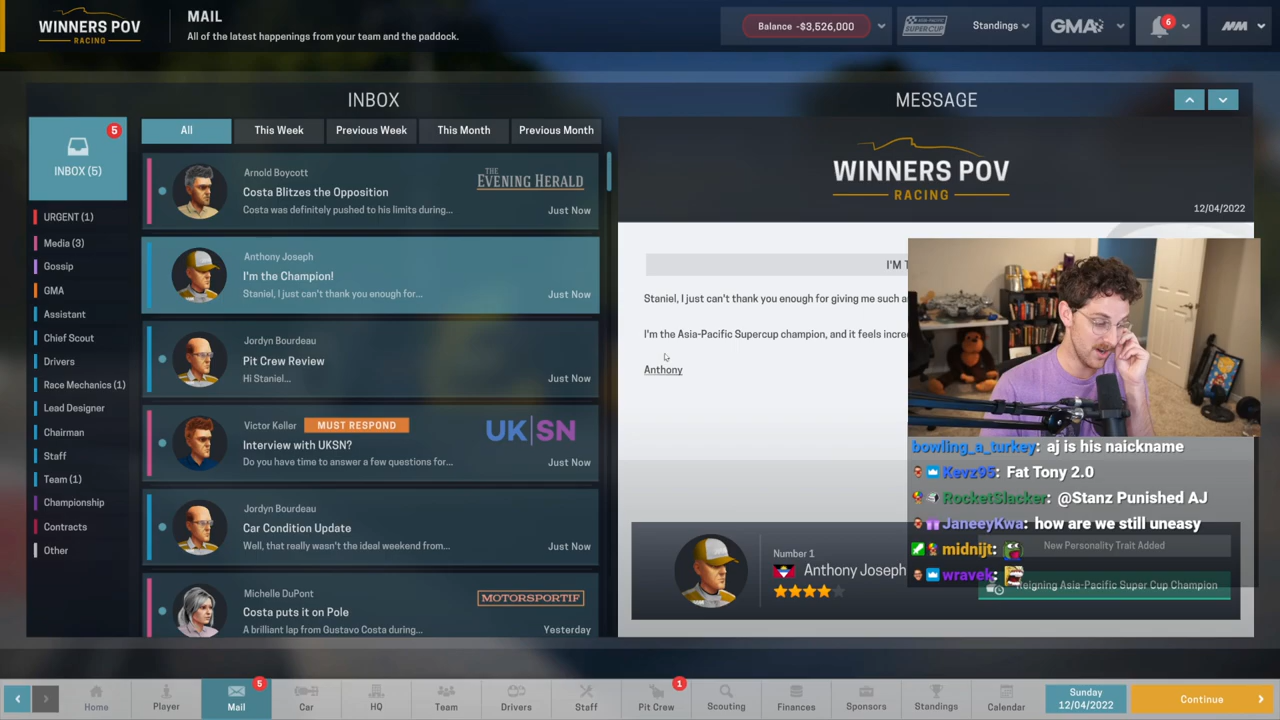 WINNERS POV
RACING
MAIL
All of the latest happenings from your team and the paddock.
Balance -$3,526,000
ASIA-PACIFIC
SUPERCUP
Standings
GMA
6
INBOX
MESSAGE
5
INBOX (5)
URGENT (1)
Media (3)
Gossip
GMA
Assistant
Chief Scout
Drivers
Race Mechanics (1)
Lead Designer
Chairman
Staff
Team (1)
Championship
Contracts
Other
All
This Week
Previous Week
This Month
Previous Month
Arnold Boycott
Costa Blitzes the Opposition
Costa was definitely pushed to his limits during...
THE
EVENING HERALD
Just Now
Anthony Joseph
I'm the Champion!
Staniel, I just can't thank you enough for...
Just Now
Jordyn Bourdeau
Pit Crew Review
Hi Staniel...
Just Now
Victor Keller
MUST RESPOND
Interview with UKSN?
Do you have time to answer a few questions for...
UK|SN
Just Now
Jordyn Bourdeau
Car Condition Update
Well, that really wasn't the ideal weekend from...
Just Now
Michelle DuPont
Costa puts it on Pole
A brilliant lap from Gustavo Costa during...
MOTORSPORTIF
Yesterday
WINNERS POV
RACING
12/04/2022
I'M
Staniel, I just can't thank you enough for giving me such
I'm the Asia-Pacific Supercup champion, and it feels
Anthony
bowling_a_turkey: aj is his naickname
Kevz95: Fat Tony 2.0
RocketSlacker: @Stanz Punished AJ
JaneeyKwa: how are we still uneasy
midnijt:
wravek:
Number 1
Anthony Joseph
New Personality Trait Added
Reigning Asia-Pacific Super Cup Champion
Home
Player
5
Mail
Car
HQ
Team
Drivers
Staff
1
Pit Crew
Scouting
Finances
Sponsors
Standings
Calendar
Sunday
12/04/2022
Continue